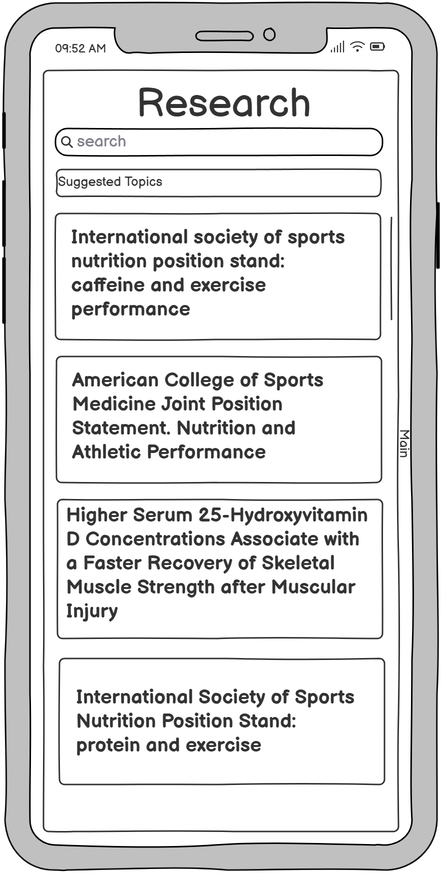 09:52 AM
Research
search
Suggested Topics
International society of sports
nutrition position stand:
caffeine and exercise
performance
American College of Sports
Medicine Joint Position
Statement. Nutrition and
Athletic Performance
Main
Higher Serum 25-Hydroxyvitamin
D Concentrations Associate with
a Faster Recovery of Skeletal
Muscle Strength after Muscular
Injury
International Society of Sports
Nutrition Position Stand:
protein and exercise